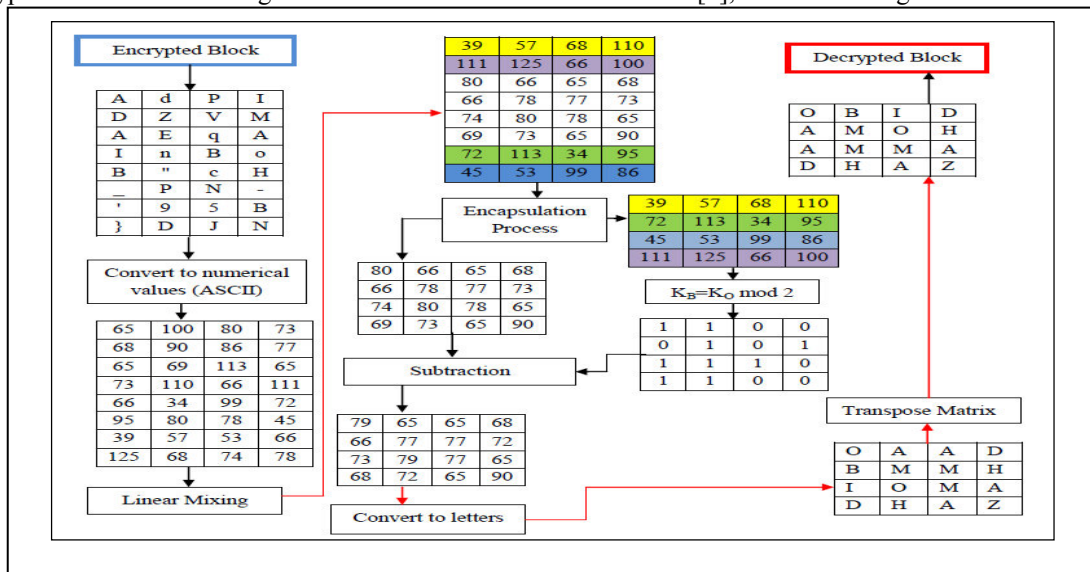 Encrypted Block
A d P I
D Z V M
A E q A
I n B o
B " c H
_ P N -
' 9 5 B
} D J N
Convert to numerical
values (ASCII)
65 100 80 73
68 90 86 77
65 69 113 65
73 110 66 111
66 34 99 72
95 80 78 45
39 57 53 66
125 68 74 78
Linear Mixing
39 57 68 110
111 125 66 100
80 66 65 68
66 78 77 73
74 80 78 65
69 73 65 90
72 113 34 95
45 53 99 86
Encapsulation
Process
39 57 68 110
72 113 34 95
45 53 99 86
111 125 66 100
K_B=K_O mod 2
1 1 0 0
0 1 0 1
1 1 1 0
1 1 0 0
80 66 65 68
66 78 77 73
74 80 78 65
69 73 65 90
Subtraction
79 65 65 68
66 77 77 72
73 79 77 65
68 72 65 90
Convert to letters
O A A D
B M M H
I O M A
D H A Z
Transpose Matrix
O B I D
A M O H
A M M A
D H A Z
Decrypted Block